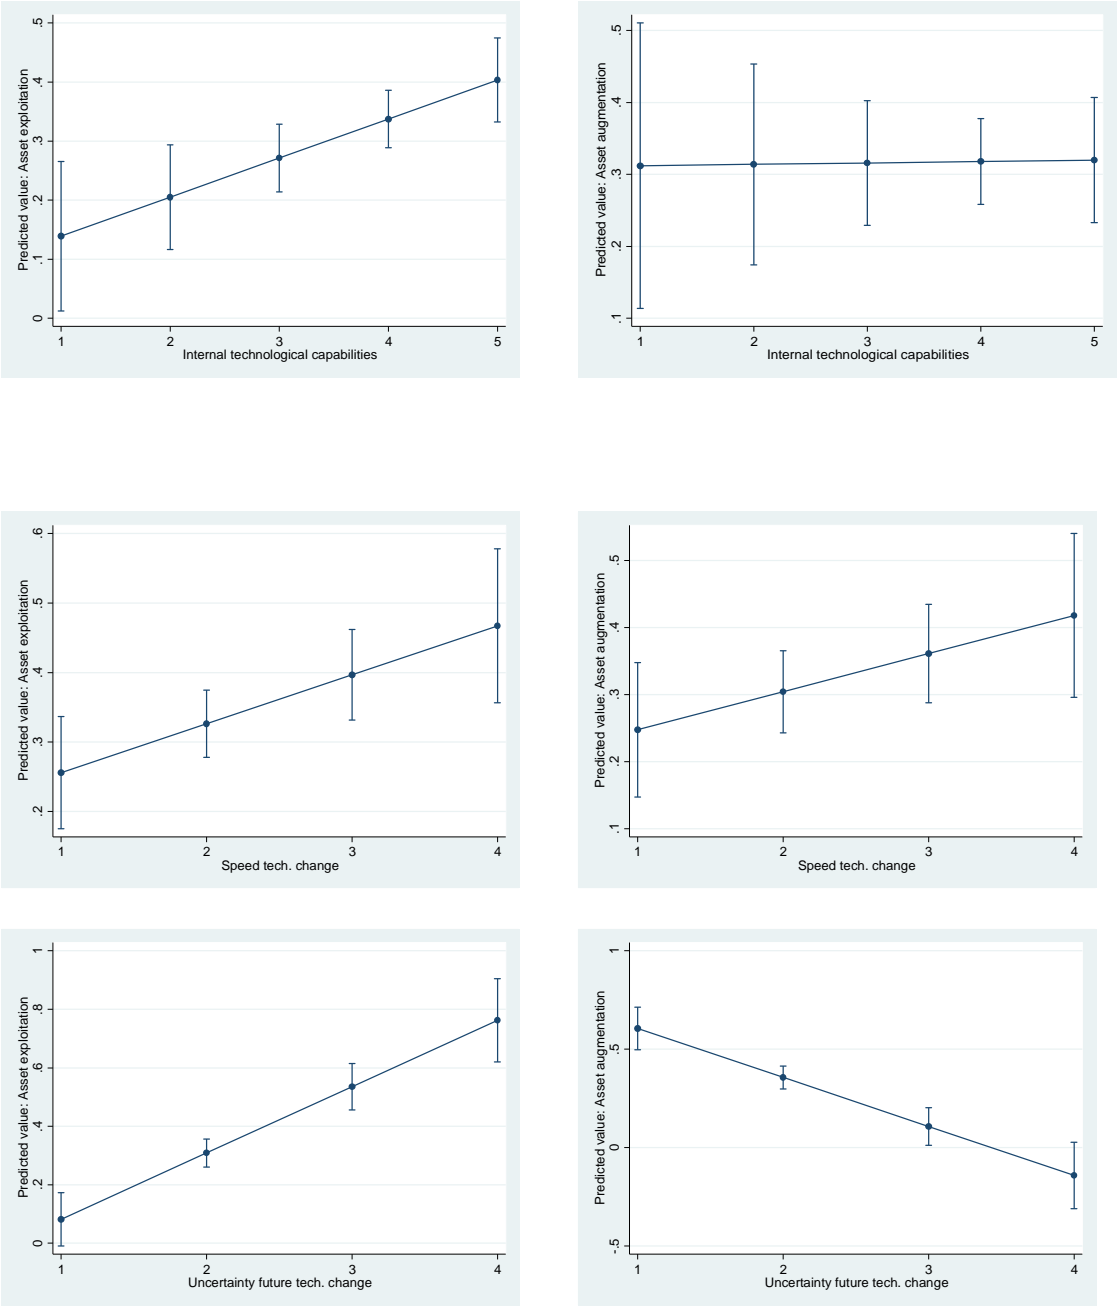 Predicted value: Asset exploitation
.5
.4
.3
.2
.1
0
1 2 3 4 5
Internal technological capabilities
Predicted value: Asset augmentation
.5
.4
.3
.2
.1
1 2 3 4 5
Internal technological capabilities
Predicted value: Asset exploitation
.6
.5
.4
.3
.2
1 2 3 4
Speed tech. change
Predicted value: Asset augmentation
.5
.4
.3
.2
.1
1 2 3 4
Speed tech. change
Predicted value: Asset exploitation
1
.8
.6
.4
.2
0
1 2 3 4
Uncertainty future tech. change
Predicted value: Asset augmentation
1
.5
0
-.5
1 2 3 4
Uncertainty future tech. change